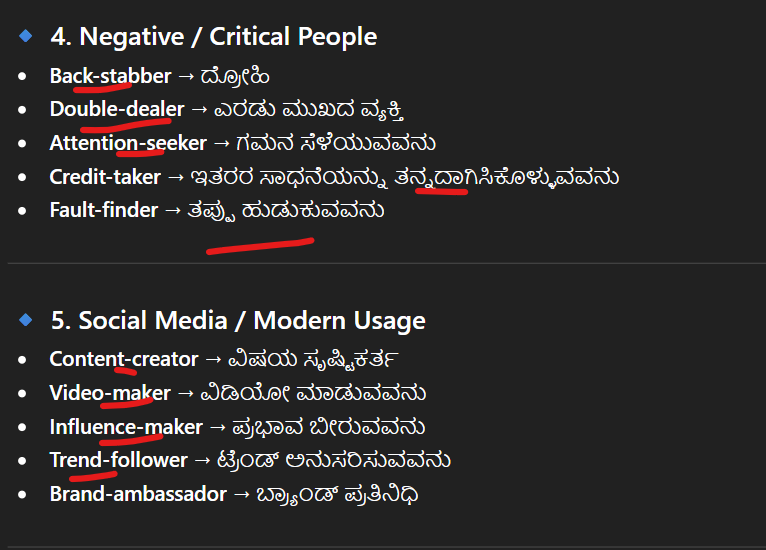 4. Negative / Critical People
Back-stabber → ದ್ರೋಹಿ
Double-dealer → ಎರಡು ಮುಖದ ವ್ಯಕ್ತಿ
Attention-seeker → ಗಮನ ಸೆಳೆಯುವವನು
Credit-taker → ಇತರರ ಸಾಧನೆಯನ್ನು ತನ್ನದಾಗಿಸಿಕೊಳ್ಳುವವನು
Fault-finder → ತಪ್ಪು ಹುಡುಕುವವನು
5. Social Media / Modern Usage
Content-creator → ವಿಷಯ ಸೃಷ್ಟಿಕರ್ತ
Video-maker → ವಿಡಿಯೋ ಮಾಡುವವನು
Influence-maker → ಪ್ರಭಾವ ಬೀರುವವನು
Trend-follower → ಟ್ರೆಂಡ್ ಅನುಸರಿಸುವವನು
Brand-ambassador → ಬ್ರ್ಯಾಂಡ್ ಪ್ರತಿನಿಧಿ